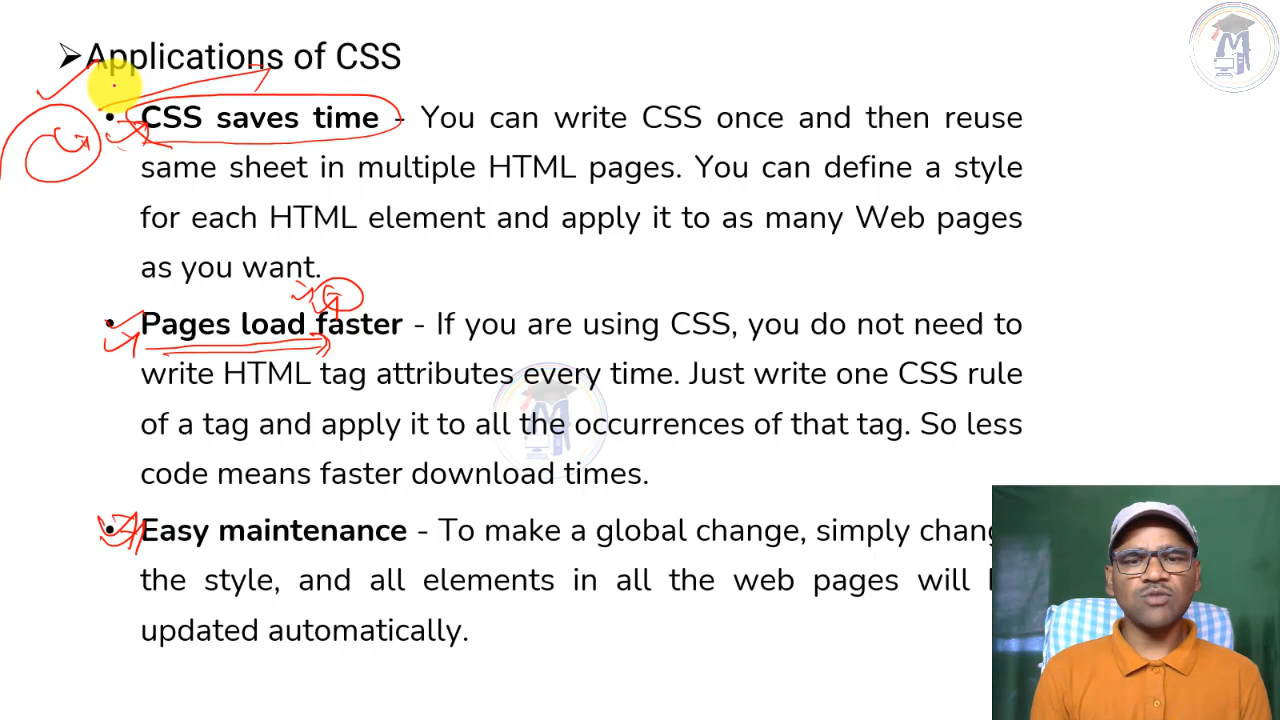 Applications of CSS
CSS saves time - You can write CSS once and then reuse
same sheet in multiple HTML pages. You can define a style
for each HTML element and apply it to as many Web pages
as you want.
Pages load faster - If you are using CSS, you do not need to
write HTML tag attributes every time. Just write one CSS rule
of a tag and apply it to all the occurrences of that tag. So less
code means faster download times.
Easy maintenance - To make a global change, simply
the style, and all elements in all the web pages will
updated automatically.